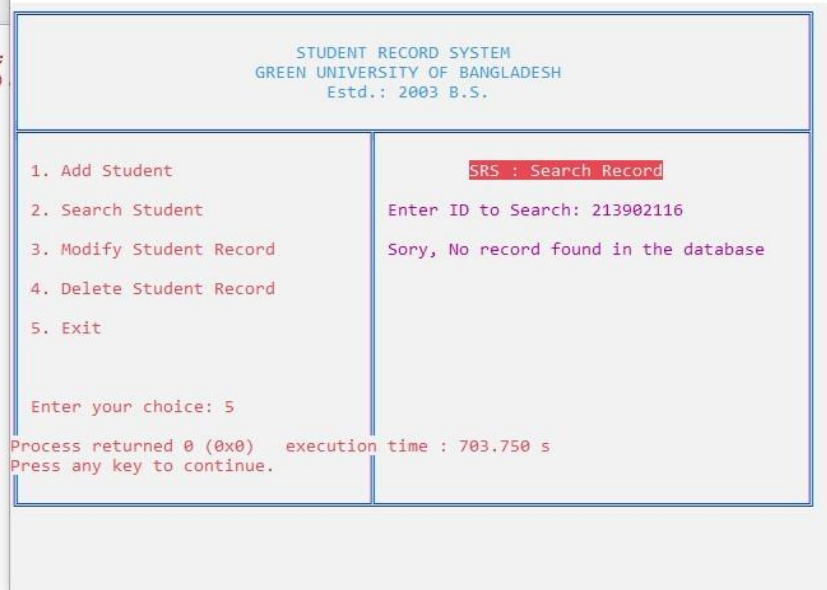 STUDENT RECORD SYSTEM
GREEN UNIVERSITY OF BANGLADESH
Estd.: 2003 B.S.
1. Add Student
2. Search Student
3. Modify Student Record
4. Delete Student Record
5. Exit
Enter your choice: 5
SRS : Search Record
Enter ID to Search: 213902116
Sory, No record found in the database
Process returned 0 (0x0)   execution time : 703.750 s
Press any key to continue.